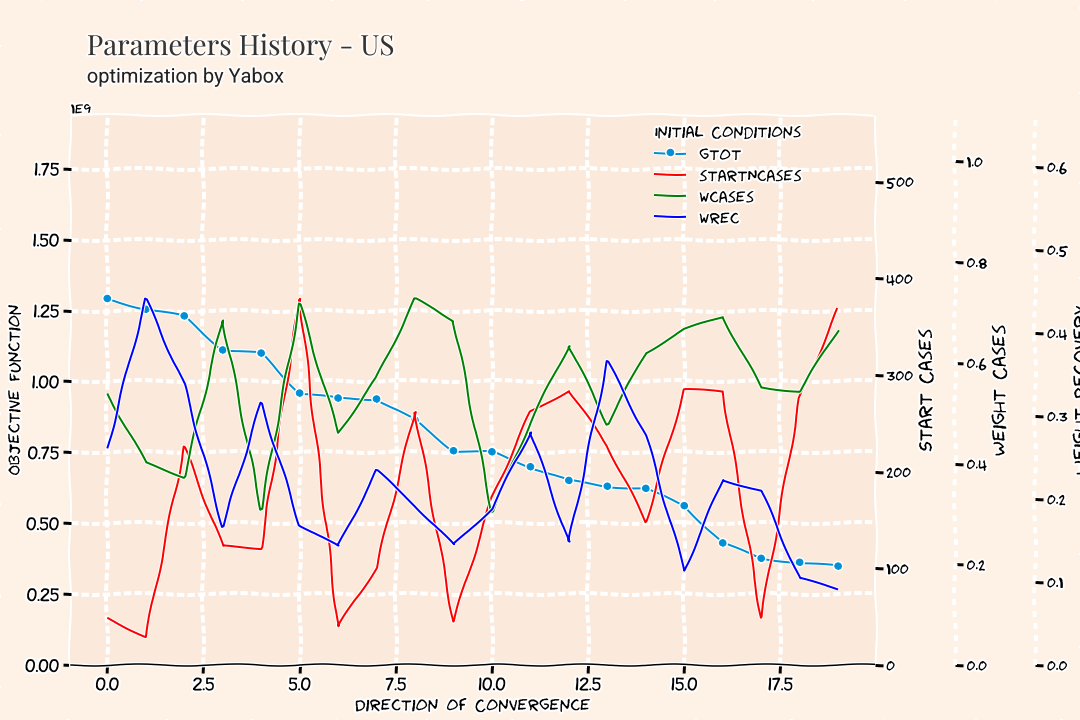 Parameters History - US
optimization by Yabox
1E9
INITIAL CONDITIONS
GTOT
STARTNCASES
WCASES
WREC
1.75
1.50
1.25
1.00
0.75
0.50
0.25
0.00
OBJECTIVE FUNCTION
0.0 2.5 5.0 7.5 10.0 12.5 15.0 17.5
DIRECTION OF CONVERGENCE
500
400
300
200
100
0
START CASES
1.0
0.8
0.6
0.4
0.2
0.0
WEIGHT CASES
0.6
0.5
0.4
0.3
0.2
0.1
0.0
WEIGHT RECOVERY